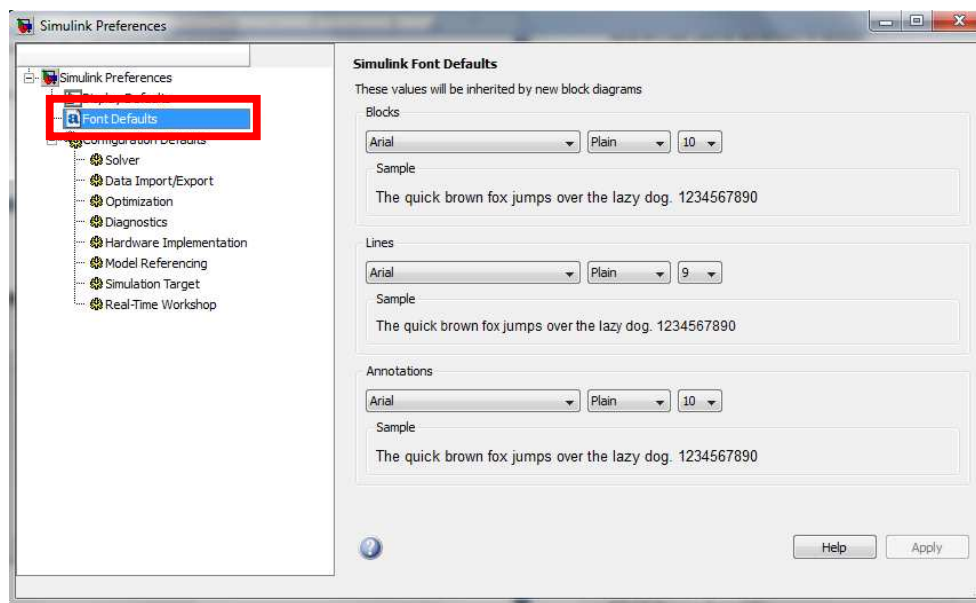 Simulink Preferences
Simulink Preferences
Display Defaults
Font Defaults
Configuration Defaults
Solver
Data Import/Export
Optimization
Diagnostics
Hardware Implementation
Model Referencing
Simulation Target
Real-Time Workshop
Simulink Font Defaults
These values will be inherited by new block diagrams
Blocks
Arial Plain 10
Sample
The quick brown fox jumps over the lazy dog. 1234567890
Lines
Arial Plain 9
Sample
The quick brown fox jumps over the lazy dog. 1234567890
Annotations
Arial Plain 10
Sample
The quick brown fox jumps over the lazy dog. 1234567890
Help Apply